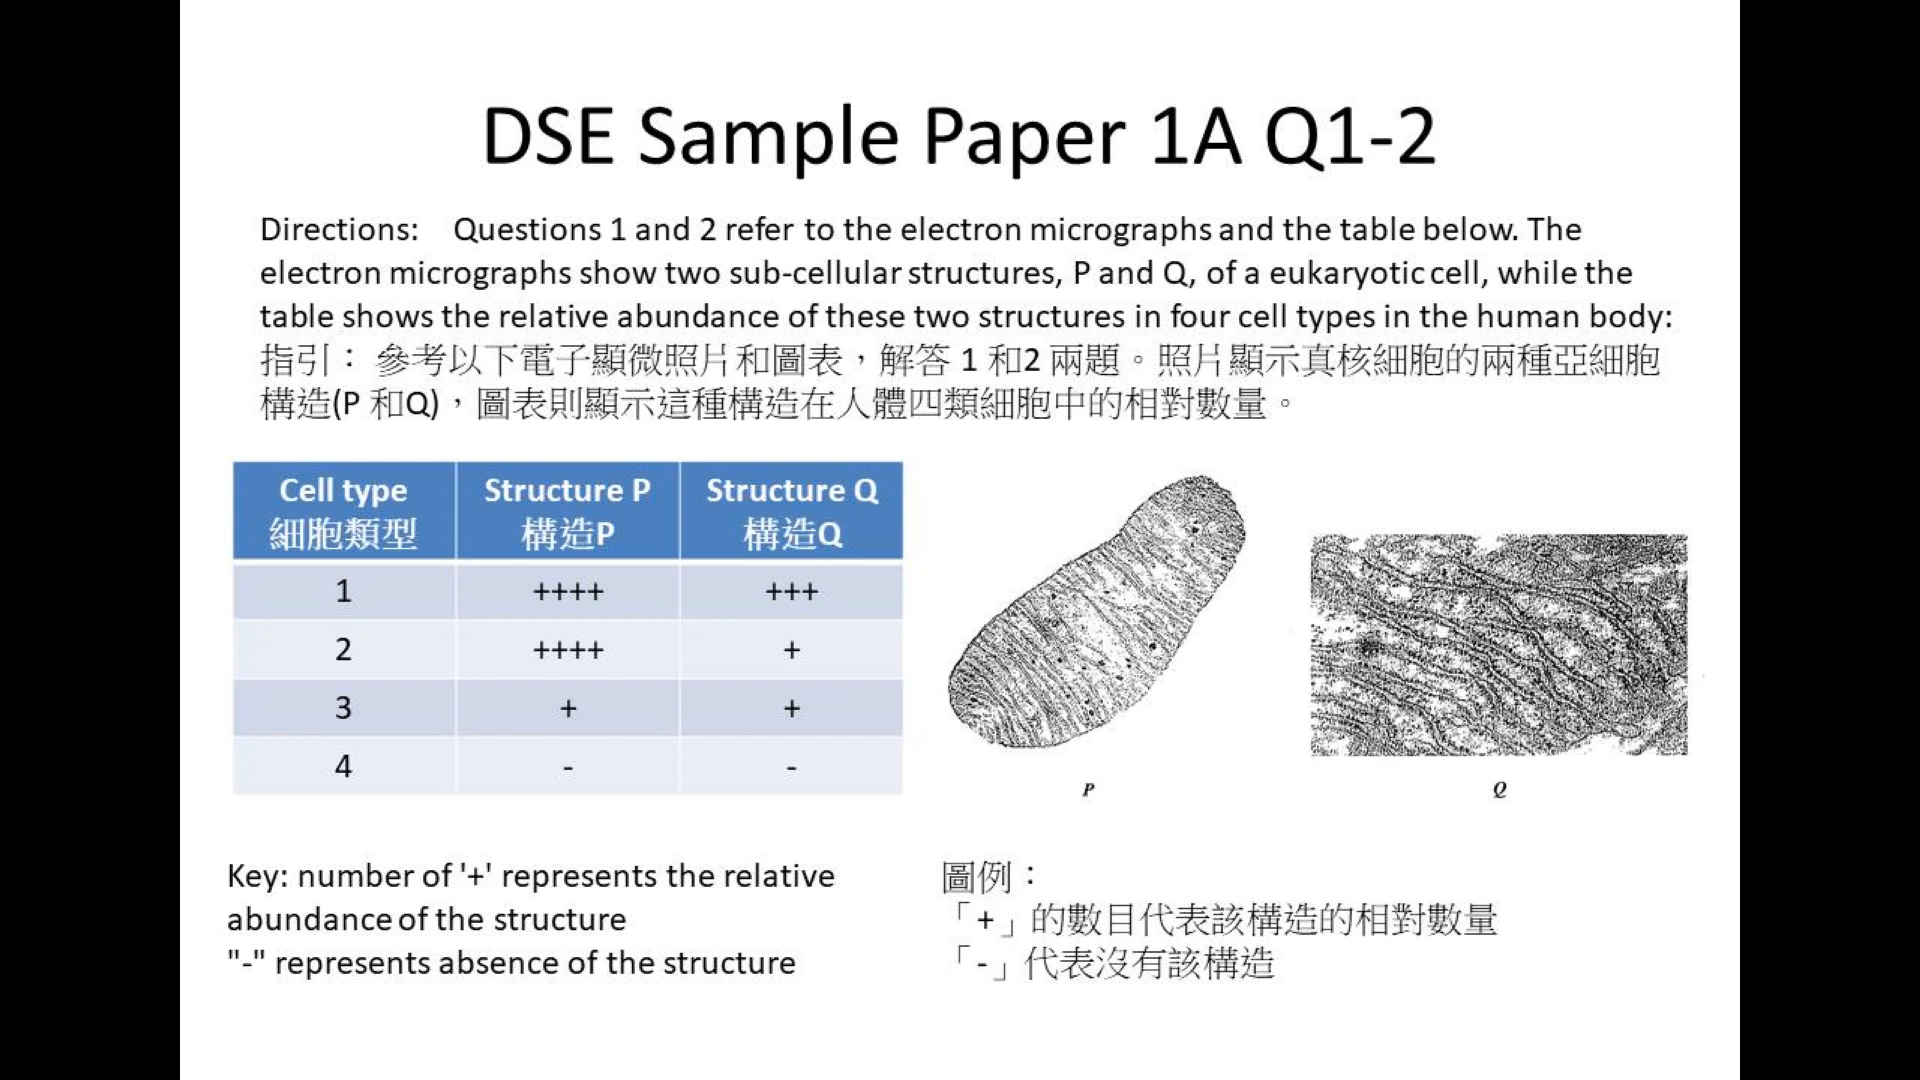 DSE Sample Paper 1A Q1-2
Directions: Questions 1 and 2 refer to the electron micrographs and the table below. The
electron micrographs show two sub-cellular structures, P and Q, of a eukaryotic cell, while the
table shows the relative abundance of these two structures in four cell types in the human body:
指引： 參考以下電子顯微照片和圖表，解答 1 和2 兩題。照片顯示真核細胞的兩種亞細胞
構造(P 和Q)，圖表則顯示這種構造在人體四類細胞中的相對數量。
Cell type Structure P Structure Q
細胞類型 構造P 構造Q
1 ++++ +++
2 ++++ +
3 + +
4 - -
P
Q
Key: number of '+' represents the relative
abundance of the structure
"-" represents absence of the structure
圖例：
「+」的數目代表該構造的相對數量
「-」代表沒有該構造